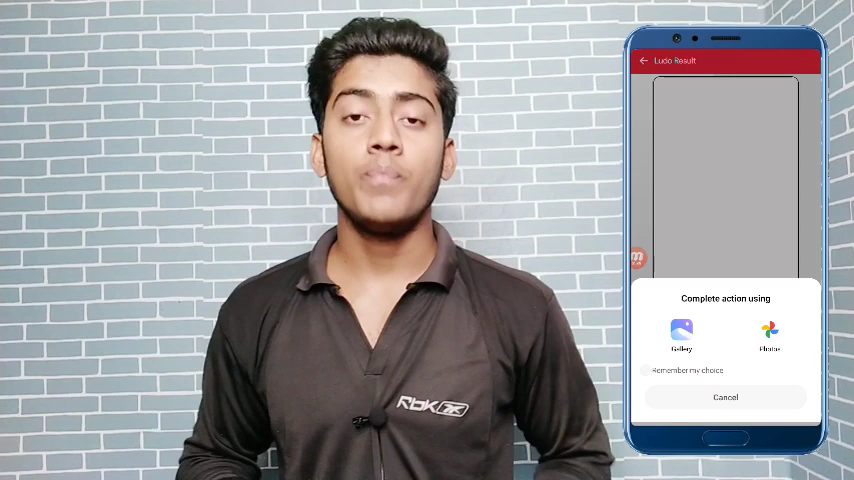 Ludo Result
Complete action using
Gallery
Photos
Remember my choice
Cancel
Rbk